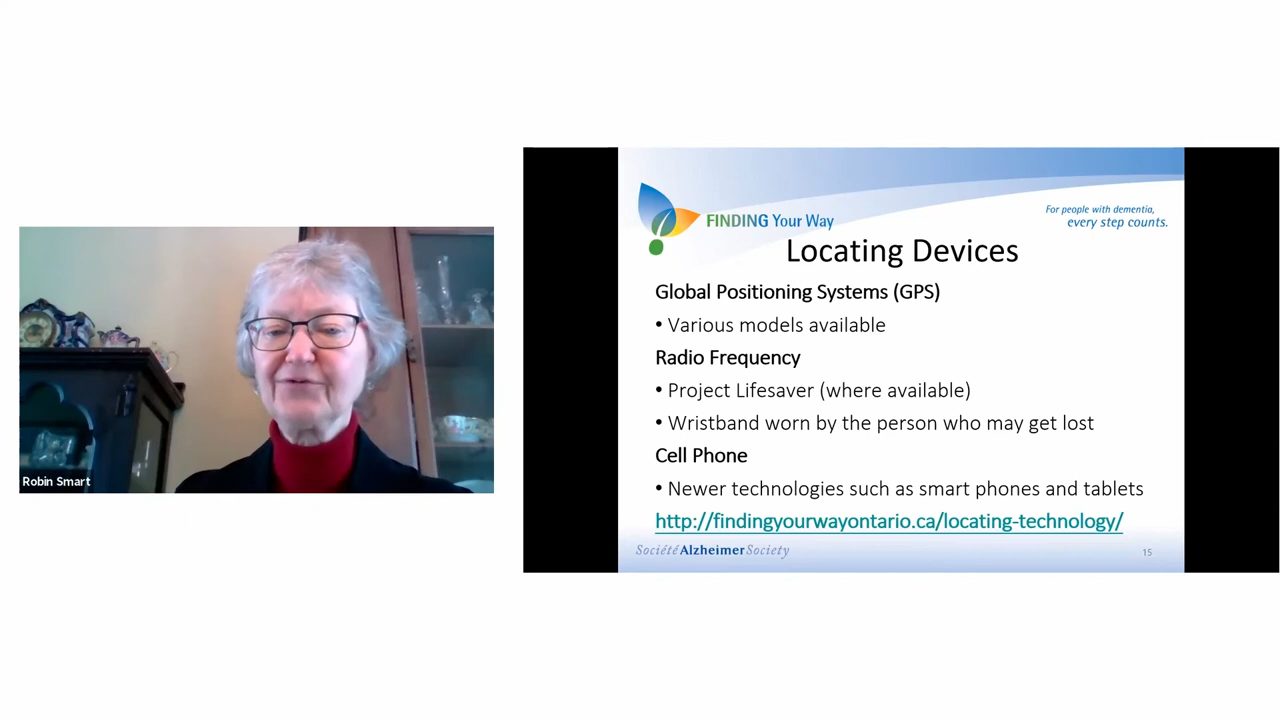 Robin Smart
FINDING Your Way
For people with dementia,
every step counts.
Locating Devices
Global Positioning Systems (GPS)
• Various models available
Radio Frequency
• Project Lifesaver (where available)
• Wristband worn by the person who may get lost
Cell Phone
• Newer technologies such as smart phones and tablets
http://findingyourwayontario.ca/locating-technology/
Société Alzheimer Society
15